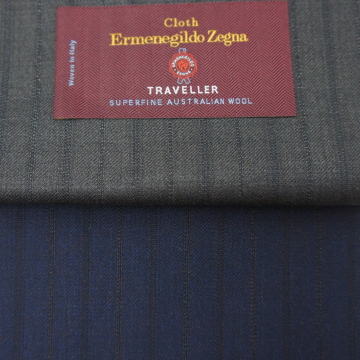 Cloth
Ermenegildo Zegna
TRAVELLER
SUPERFINE AUSTRALIAN WOOL
Woven in Italy